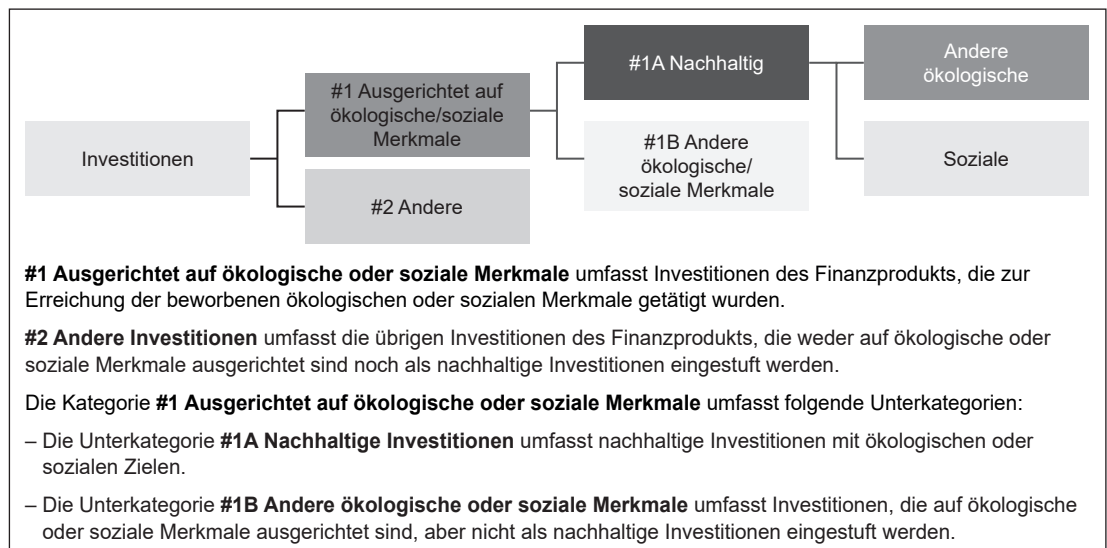 Investitionen
#1 Ausgerichtet auf
ökologische/soziale
Merkmale
#2 Andere
#1A Nachhaltig
#1B Andere
ökologische/
soziale Merkmale
Andere
ökologische
Soziale
#1 Ausgerichtet auf ökologische oder soziale Merkmale umfasst Investitionen des Finanzprodukts, die zur
Erreichung der beworbenen ökologischen oder sozialen Merkmale getätigt wurden.
#2 Andere Investitionen umfasst die übrigen Investitionen des Finanzprodukts, die weder auf ökologische oder
soziale Merkmale ausgerichtet sind noch als nachhaltige Investitionen eingestuft werden.
Die Kategorie #1 Ausgerichtet auf ökologische oder soziale Merkmale umfasst folgende Unterkategorien:
– Die Unterkategorie #1A Nachhaltige Investitionen umfasst nachhaltige Investitionen mit ökologischen oder
sozialen Zielen.
– Die Unterkategorie #1B Andere ökologische oder soziale Merkmale umfasst Investitionen, die auf ökologische
oder soziale Merkmale ausgerichtet sind, aber nicht als nachhaltige Investitionen eingestuft werden.